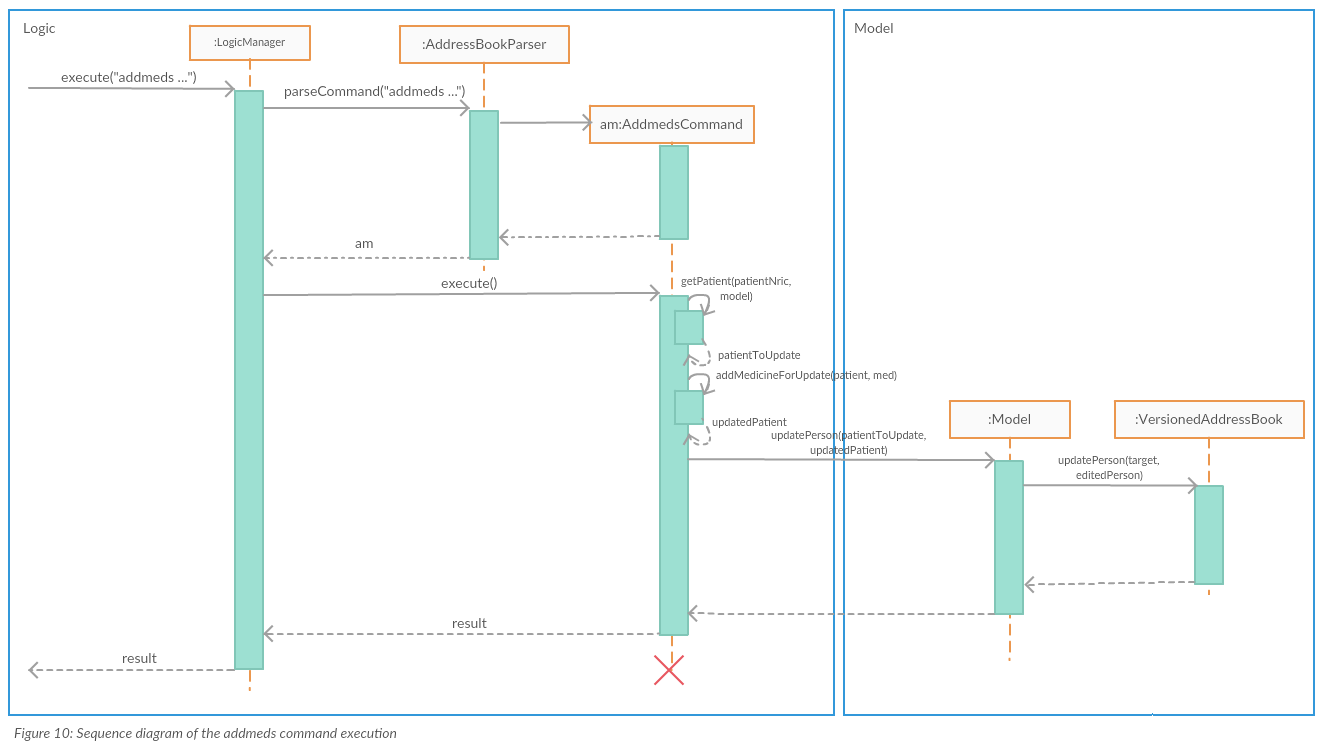 Logic
Model
:LogicManager
:AddressBookParser
execute("addmeds ...")
parseCommand("addmeds ...")
am:AddmedsCommand
am
execute()
getPatient(patientNric,
model)
patientToUpdate
addMedicineForUpdate(patient, med)
updatedPatient
updatePerson(patientToUpdate,
updatedPatient)
:Model
:VersionedAddressBook
updatePerson(target,
editedPerson)
result
result
Figure 10: Sequence diagram of the addmeds command execution